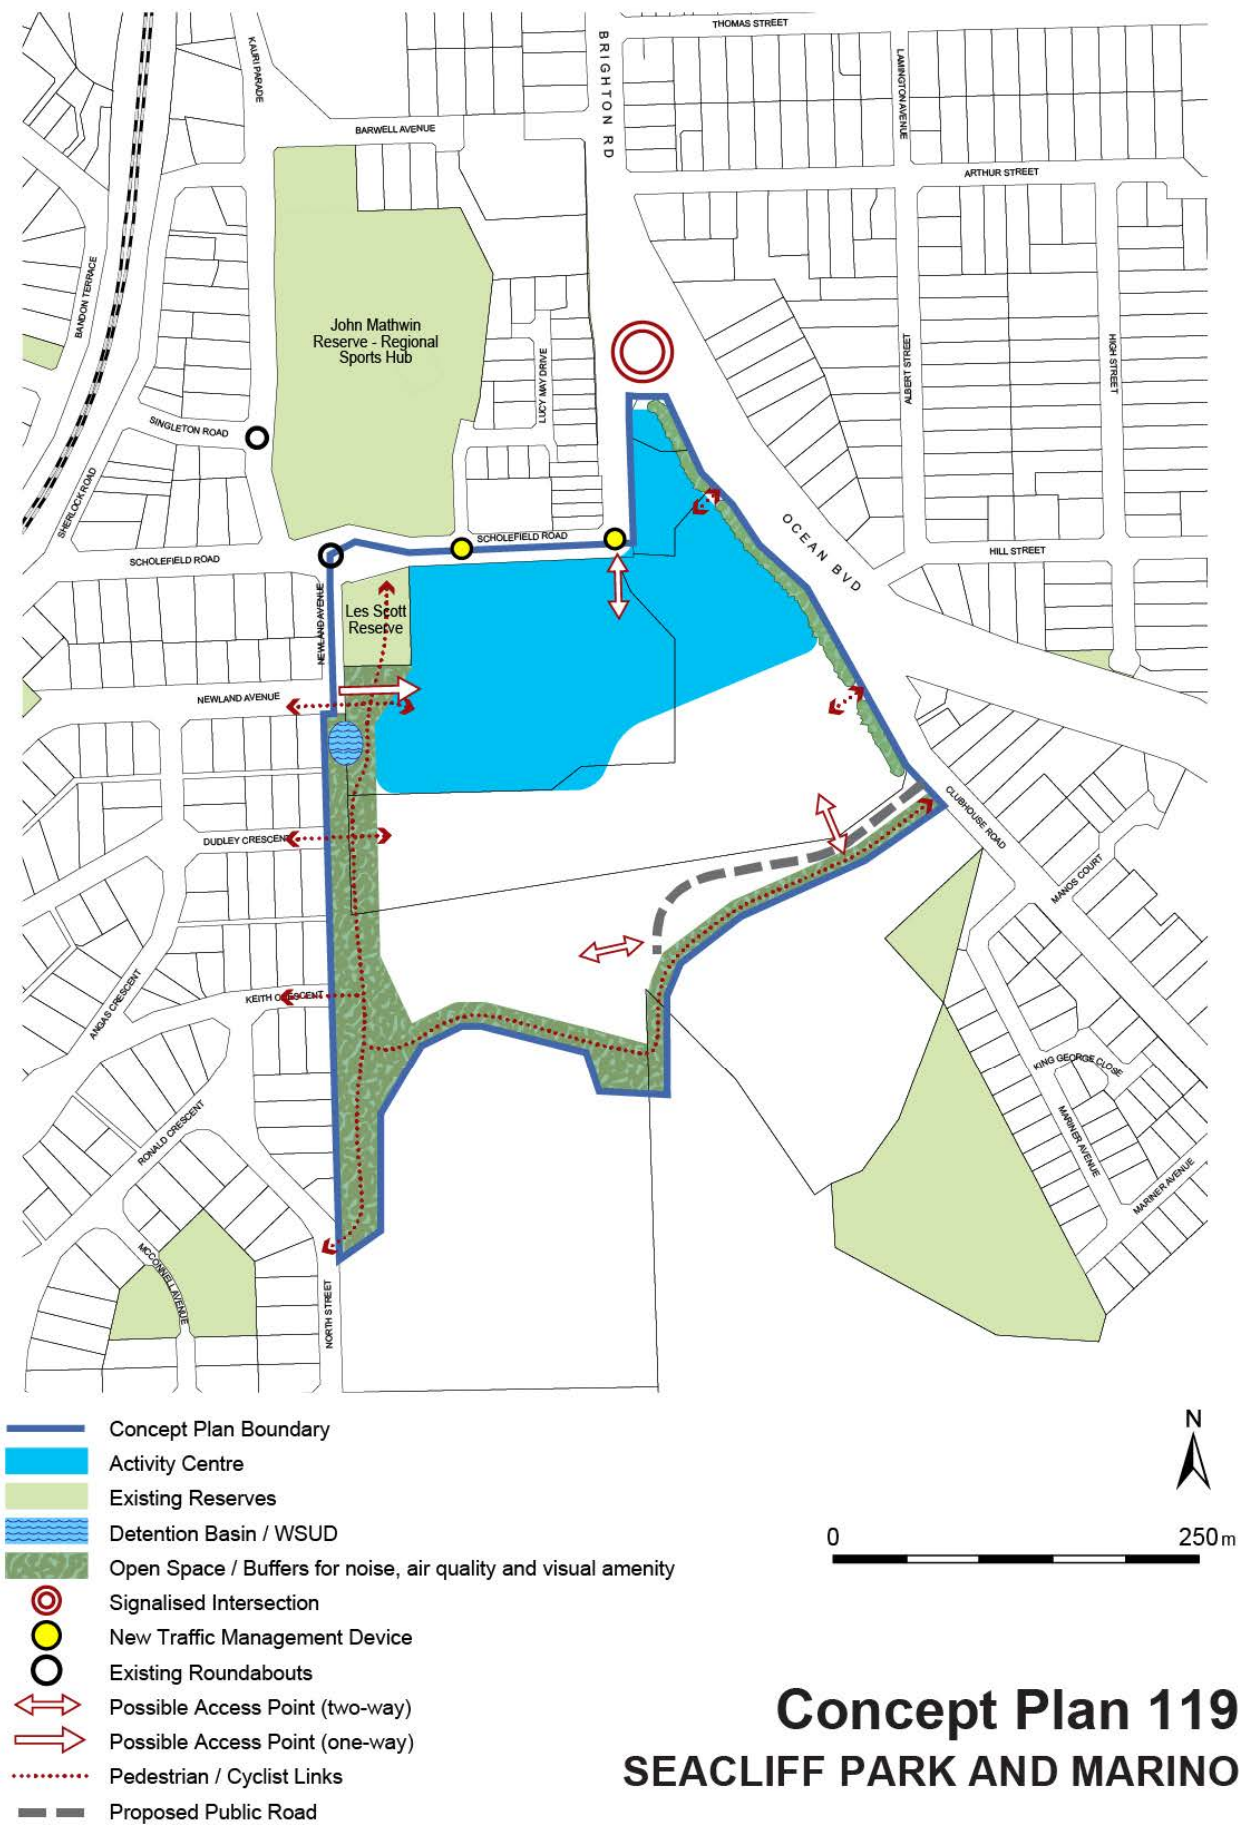 THOMAS STREET
KAURI PARADE
BRIGHTON RD
LAMINGTON AVENUE
BARWELL AVENUE
ARTHUR STREET
BANDON TERRACE
John Mathwin
Reserve - Regional
Sports Hub
LUCY MAY DRIVE
ALBERT STREET
HIGH STREET
SINGLETON ROAD
SHERLOCK ROAD
SCHOLEFIELD ROAD
OCEAN BVD
HILL STREET
SCHOLEFIELD ROAD
NEWLAND AVENUE
Les Scott
Reserve
NEWLAND AVENUE
CLUBHOUSE ROAD
DUDLEY CRESCENT
MANOS COURT
ANGAS CRESCENT
KEITH CRESCENT
KING GEORGE CLOSE
RONALD CRESCENT
MARINER AVENUE
MARINER AVENUE
MCCONNELL AVENUE
NORTH STREET
Concept Plan Boundary
Activity Centre
Existing Reserves
Detention Basin / WSUD
Open Space / Buffers for noise, air quality and visual amenity
Signalised Intersection
New Traffic Management Device
Existing Roundabouts
Possible Access Point (two-way)
Possible Access Point (one-way)
Pedestrian / Cyclist Links
Proposed Public Road
N
0 250m
Concept Plan 119
SEACLIFF PARK AND MARINO